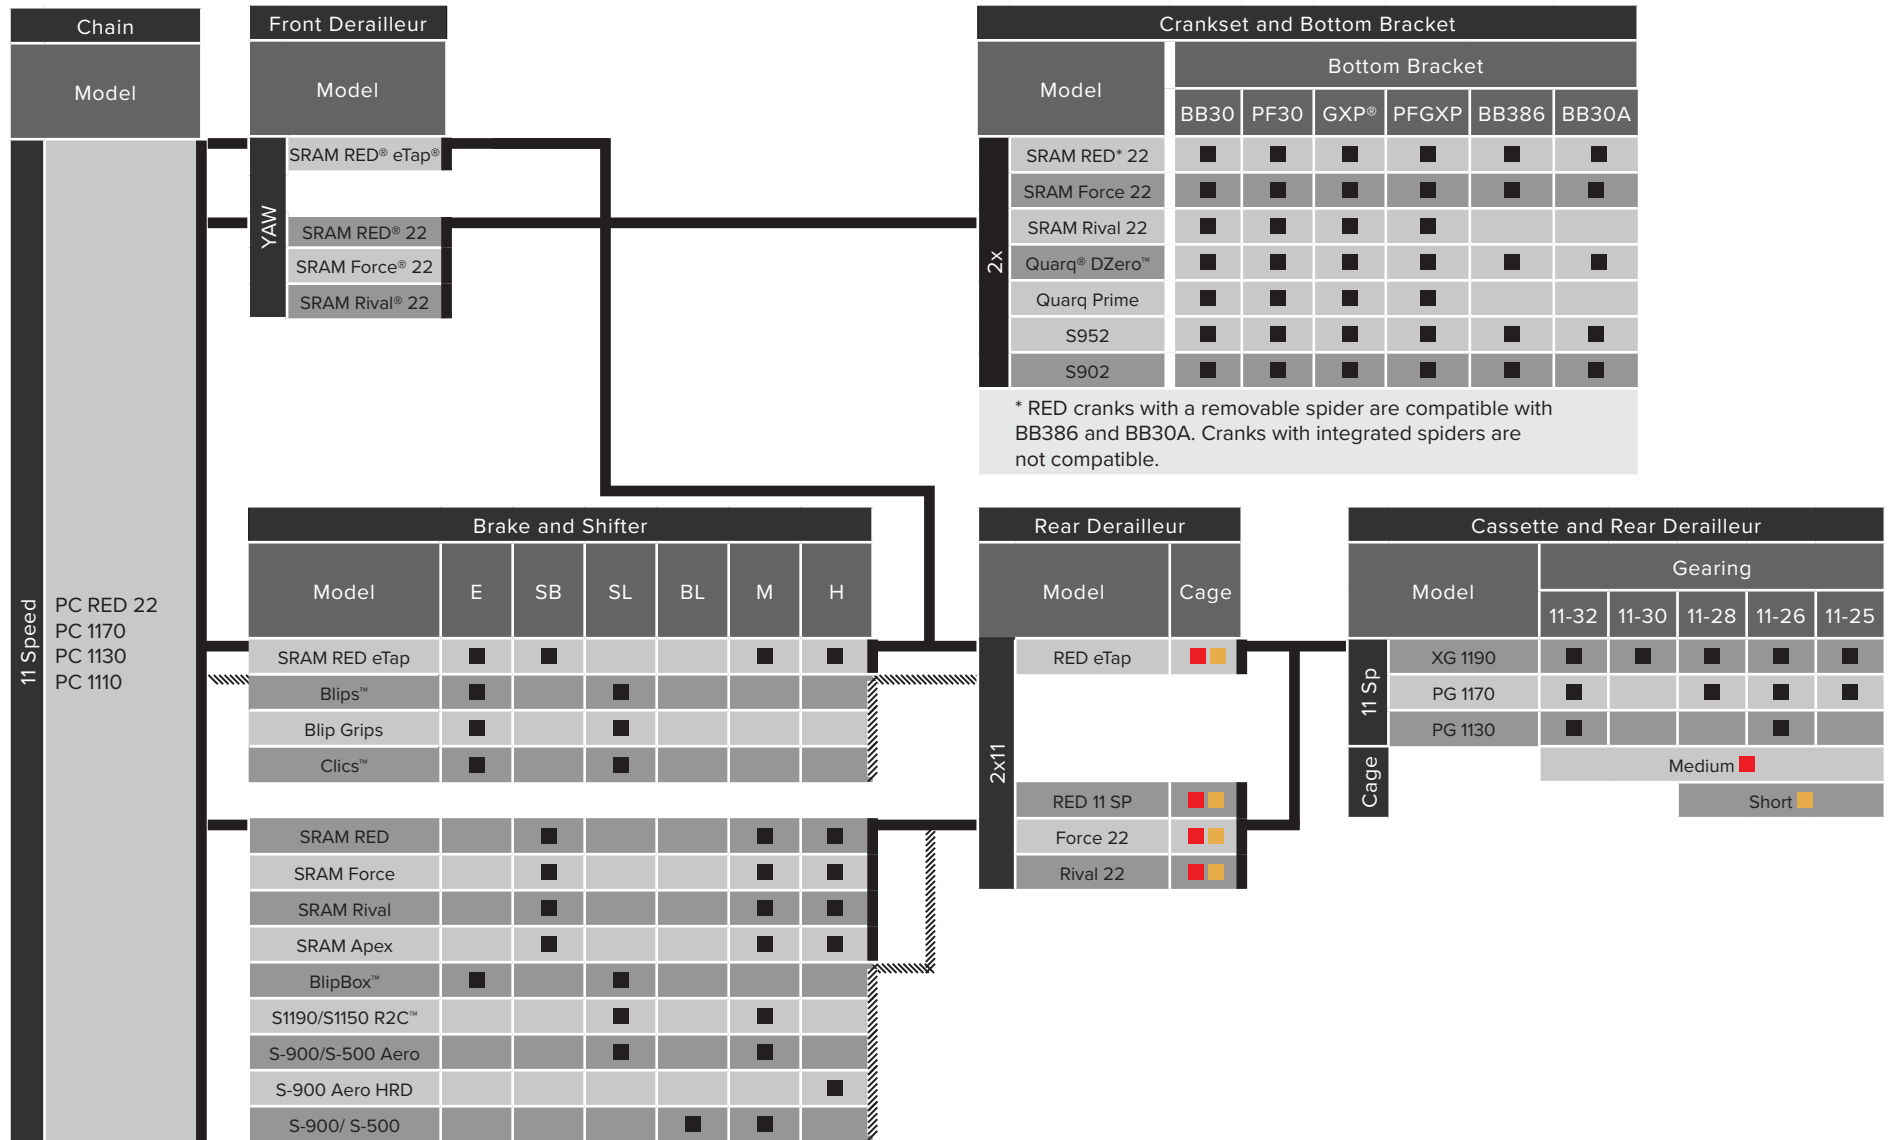 Chain
Model
11 Speed
PC RED 22
PC 1170
PC 1130
PC 1110
Front Derailleur
Model
YAW
SRAM RED® eTap®
SRAM RED® 22
SRAM Force® 22
SRAM Rival® 22
Crankset and Bottom Bracket
Model
Bottom Bracket
BB30 PF30 GXP® PFGXP BB386 BB30A
2x
SRAM RED* 22
SRAM Force 22
SRAM Rival 22
Quarq® DZero™
Quarq Prime
S952
S902
* RED cranks with a removable spider are compatible with
BB386 and BB30A. Cranks with integrated spiders are
not compatible.
Brake and Shifter
Model E SB SL BL M H
SRAM RED eTap
Blips™
Blip Grips
Clics™
SRAM RED
SRAM Force
SRAM Rival
SRAM Apex
BlipBox™
S1190/S1150 R2C™
S-900/S-500 Aero
S-900 Aero HRD
S-900/ S-500
Rear Derailleur
Model Cage
2x11
RED eTap
RED 11 SP
Force 22
Rival 22
Cassette and Rear Derailleur
Model
Gearing
11-32 11-30 11-28 11-26 11-25
11 Sp
XG 1190
PG 1170
PG 1130
Cage
Medium
Short